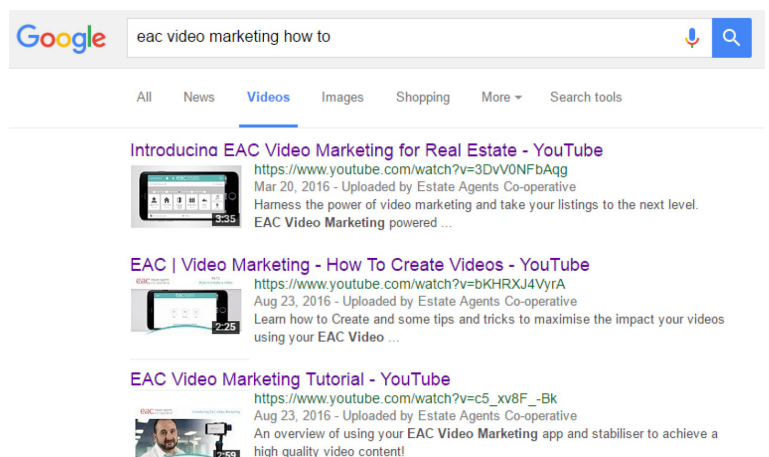 Google
eac video marketing how to
All News Videos Images Shopping More Search tools
Introducing EAC Video Marketing for Real Estate - YouTube
https://www.youtube.com/watch?v=3DvV0NFbAqg
Mar 20, 2016 - Uploaded by Estate Agents Co-operative
Harness the power of video marketing and take your listings to the next level.
EAC Video Marketing powered ...
3:35
EAC | Video Marketing - How To Create Videos - YouTube
https://www.youtube.com/watch?v=bKHRXJ4VyrA
Aug 23, 2016 - Uploaded by Estate Agents Co-operative
Learn how to Create and some tips and tricks to maximise the impact your videos
using your EAC Video ...
eac
2:25
EAC Video Marketing Tutorial - YouTube
https://www.youtube.com/watch?v=c5_xv8F_-Bk
Aug 23, 2016 - Uploaded by Estate Agents Co-operative
An overview of using your EAC Video Marketing app and stabiliser to achieve a
high quality video content!
eac
2:59